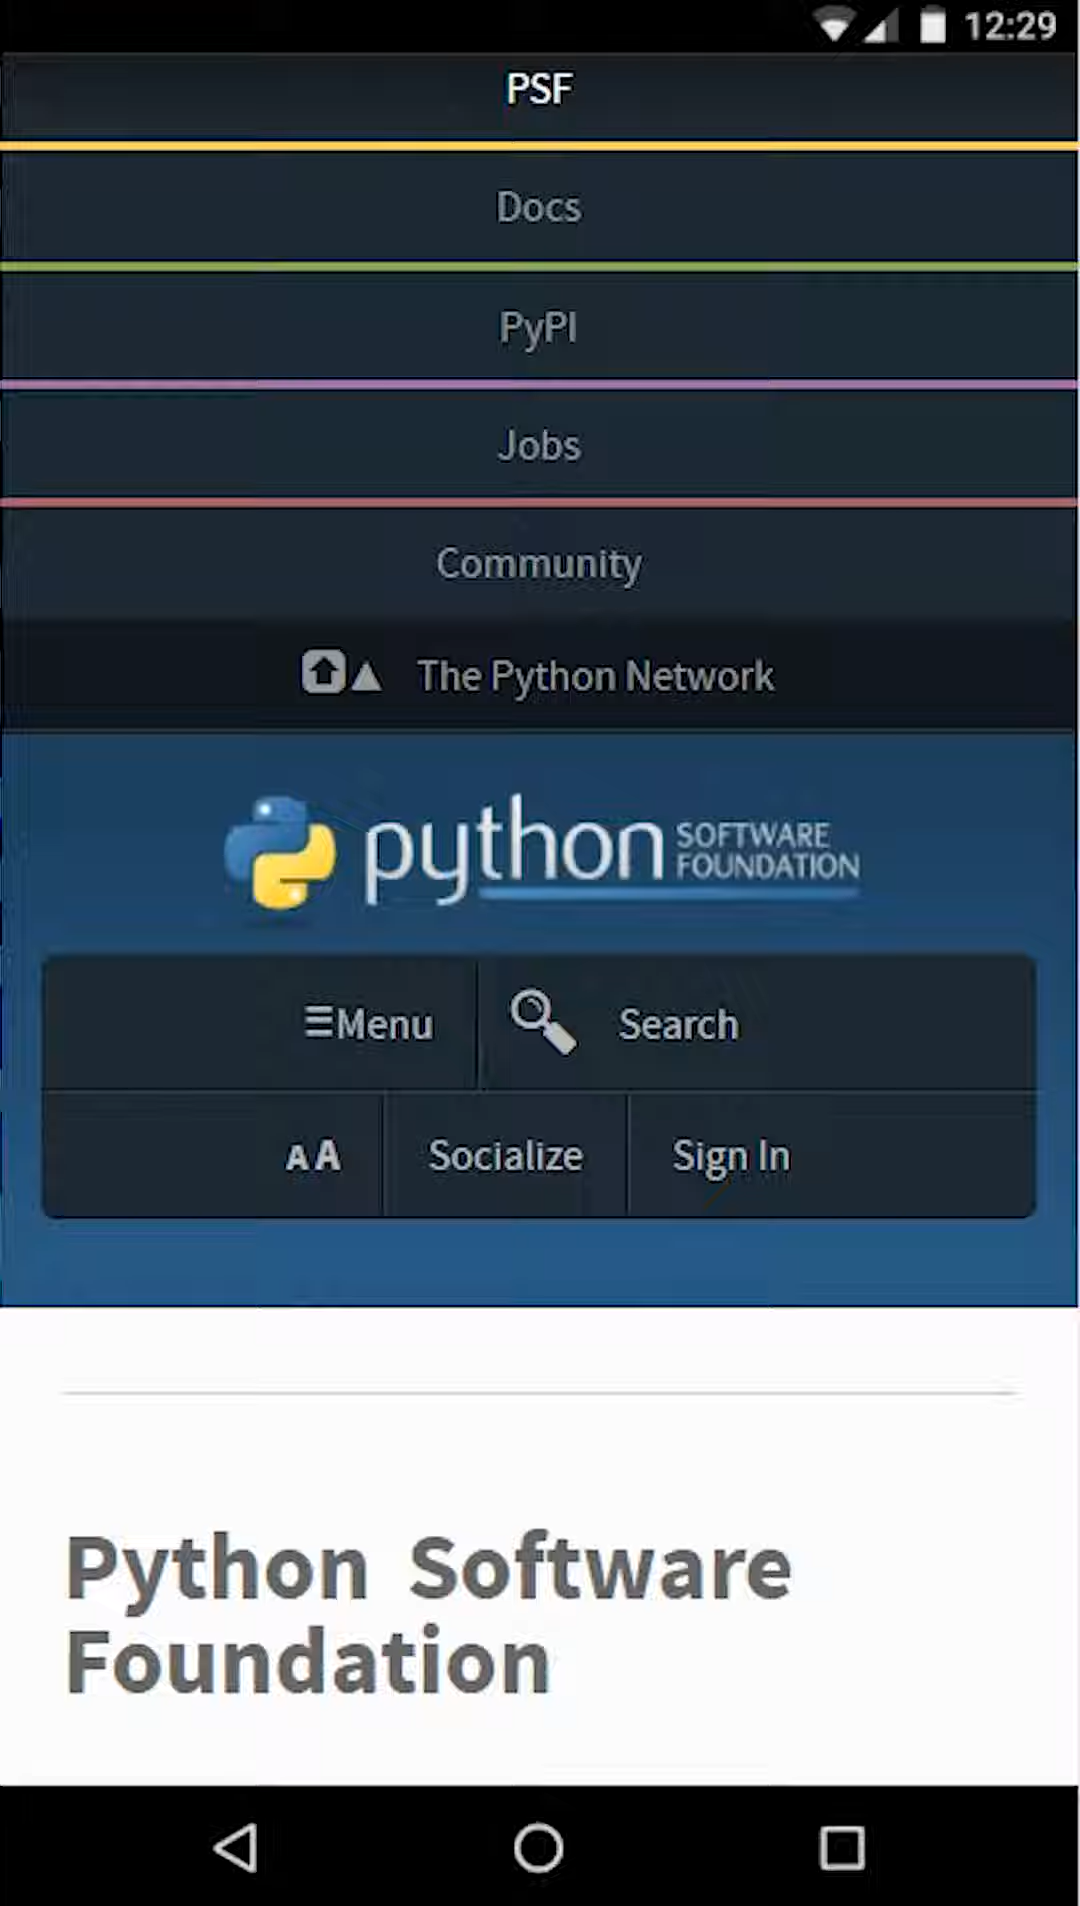 12:29
PSF
Docs
PyPI
Jobs
Community
The Python Network
python SOFTWARE
FOUNDATION
Menu
Search
AA
Socialize
Sign In
Python Software
Foundation